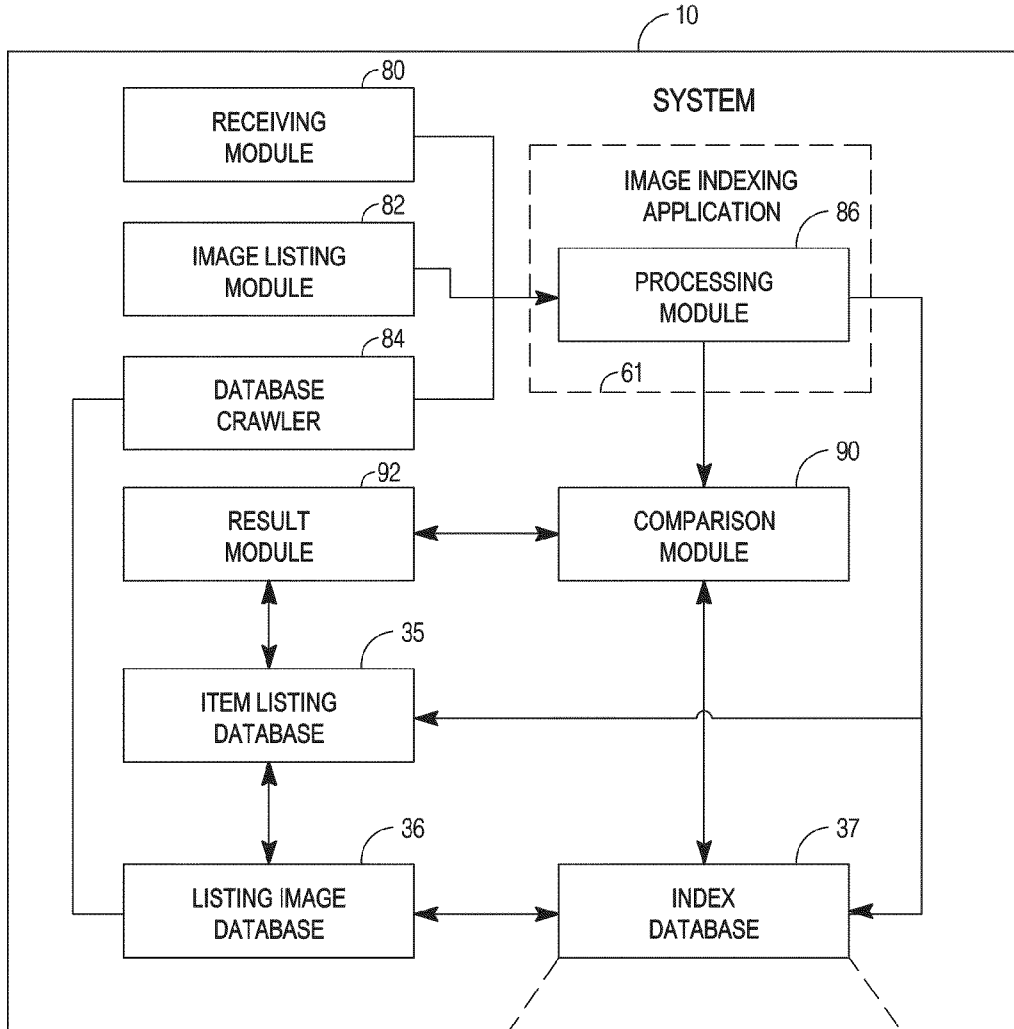 10
SYSTEM
80
RECEIVING
MODULE
82
IMAGE LISTING
MODULE
84
DATABASE
CRAWLER
IMAGE INDEXING
APPLICATION
86
PROCESSING
MODULE
61
92
RESULT
MODULE
90
COMPARISON
MODULE
35
ITEM LISTING
DATABASE
36
LISTING IMAGE
DATABASE
37
INDEX
DATABASE